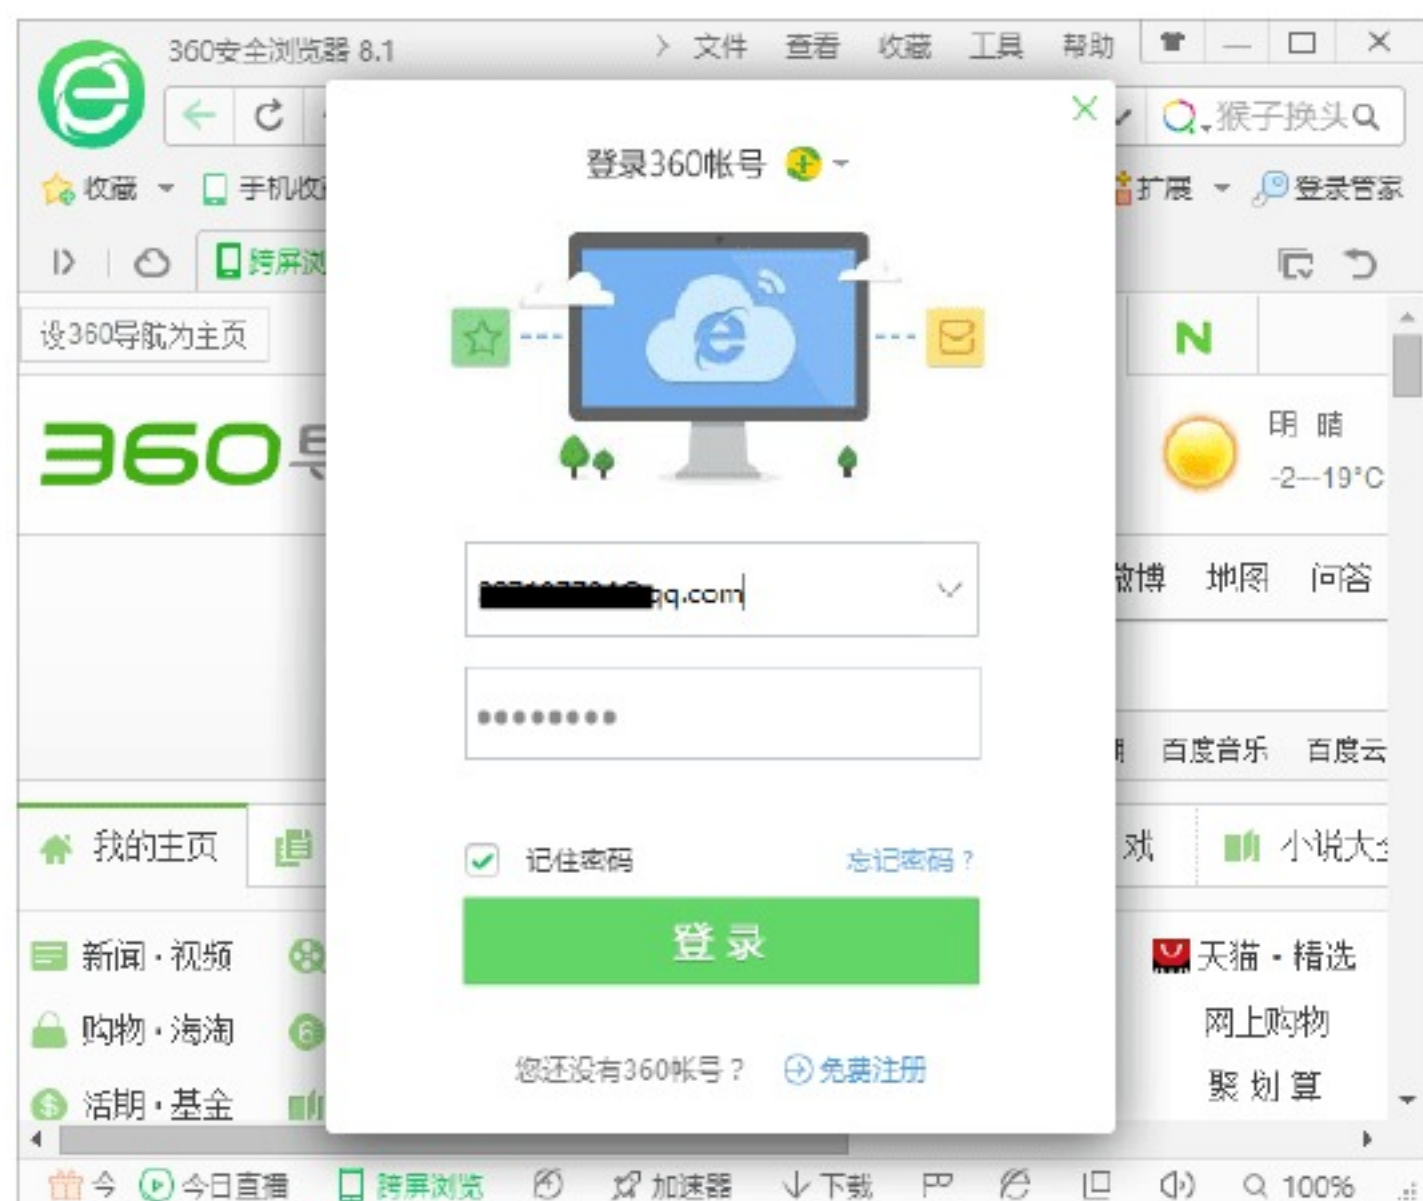 360安全浏览器 8.1
文件 查看 收藏 工具 帮助
猴子换头
收藏 手机收
扩展 登录管家
跨屏浏
设360导航为主页
360导
明 晴
-2~-19°C
登录360帐号
qq.com
记住密码 忘记密码?
登录
您还没有360帐号? 免费注册
微博 地图 问答
百度音乐 百度云
我的主页
戏 小说大全
新闻·视频
天猫·精选
购物·海淘
网上购物
活期·基金
聚划算
今 今日直播 跨屏浏览 加速器 下载 100%